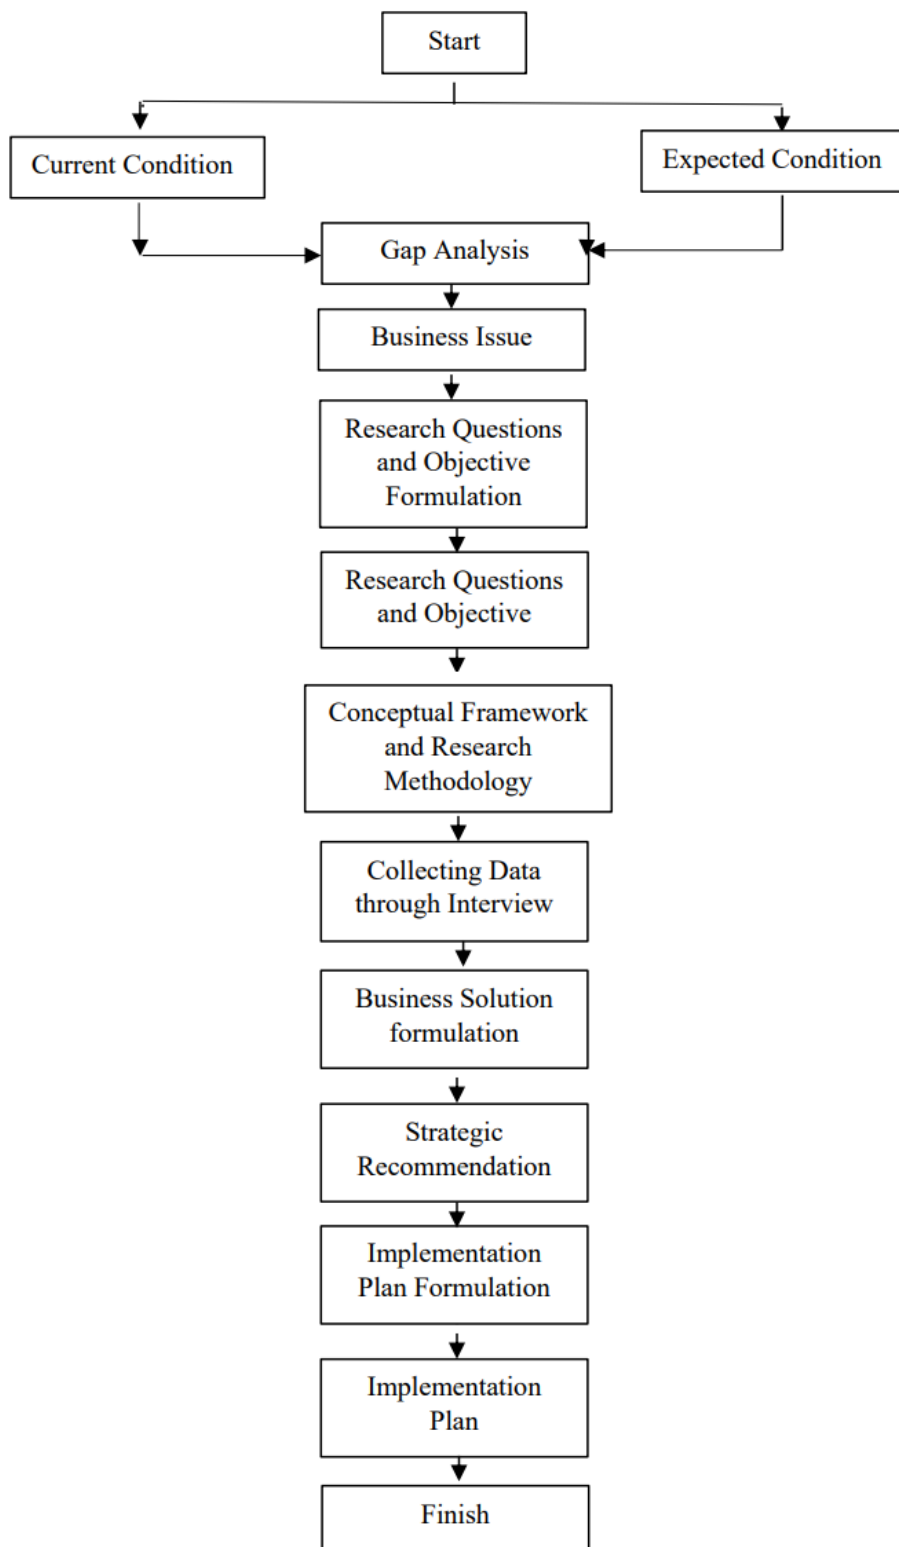 Start
Current Condition
Expected Condition
Gap Analysis
Business Issue
Research Questions
and Objective
Formulation
Research Questions
and Objective
Conceptual Framework
and Research
Methodology
Collecting Data
through Interview
Business Solution
formulation
Strategic
Recommendation
Implementation
Plan Formulation
Implementation
Plan
Finish